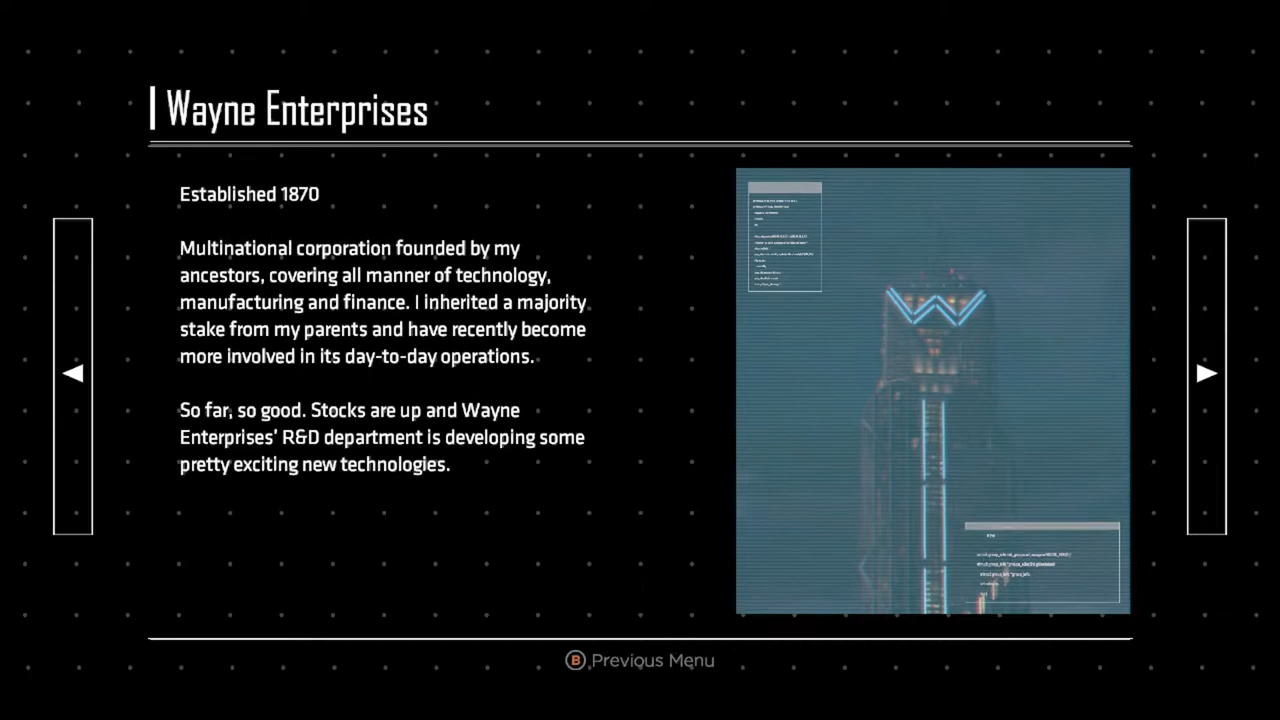 Wayne Enterprises
Established 1870
Multinational corporation founded by my
ancestors, covering all manner of technology,
manufacturing and finance. I inherited a majority
stake from my parents and have recently become
more involved in its day-to-day operations.
So far, so good. Stocks are up and Wayne
Enterprises' R&D department is developing some
pretty exciting new technologies.
B Previous Menu